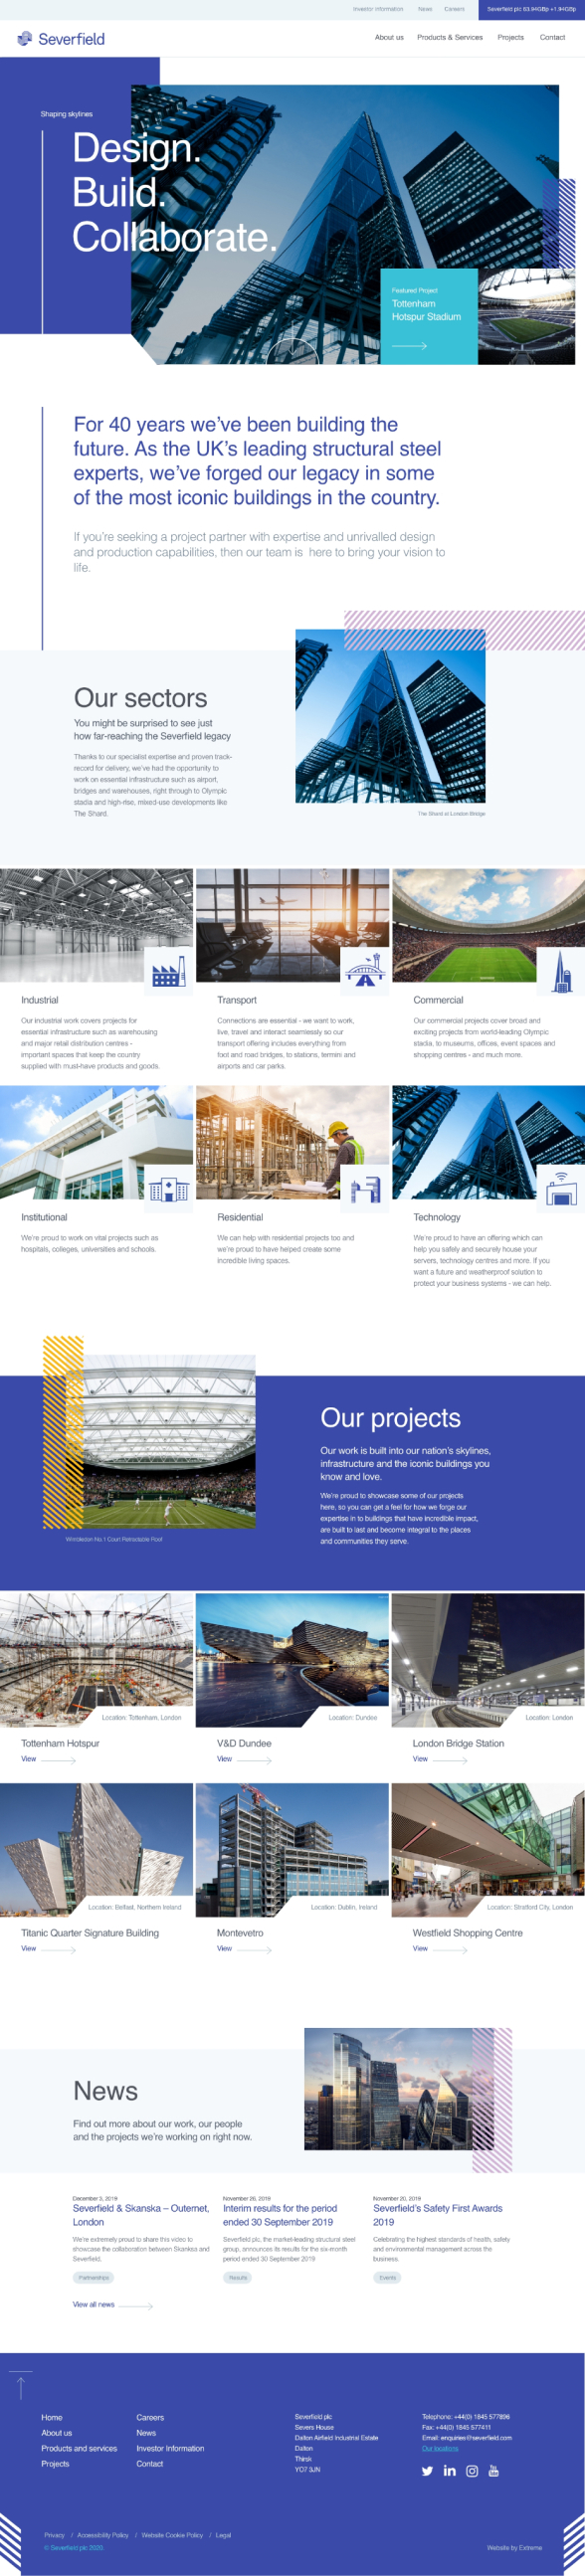 Investor Information News Careers Severfield plc 63.94GBp +1.94GBp
Severfield
About us Products & Services Projects Contact
Shaping skylines
Design.
Build.
Collaborate.
Featured Project
Tottenham
Hotspur Stadium
For 40 years we've been building the
future. As the UK's leading structural steel
experts, we've forged our legacy in some
of the most iconic buildings in the country.
If you're seeking a project partner with expertise and unrivalled design
and production capabilities, then our team is here to bring your vision to
life.
Our sectors
You might be surprised to see just
how far-reaching the Severfield legacy
Thanks to our specialist expertise and proven track-
record for delivery, we've had the opportunity to
work on essential infrastructure such as airport,
bridges and warehouses, right through to Olympic
stadia and high-rise, mixed-use developments like
The Shard.
The Shard at London Bridge
Industrial
Our industrial work covers projects for
essential infrastructure such as warehousing
and major retail distribution centres -
important spaces that keep the country
supplied with must-have products and goods.
Transport
Connections are essential - we want to work,
live, travel and interact seamlessly so our
transport offering includes everything from
foot and road bridges, to stations, termini and
airports and car parks.
Commercial
Our commercial projects cover broad and
exciting projects from world-leading Olympic
stadia, to museums, offices, event spaces and
shopping centres - and much more.
Institutional
We're proud to work on vital projects such as
hospitals, colleges, universities and schools.
Residential
We can help with residential projects too and
we're proud to have helped create some
incredible living spaces.
Technology
We're proud to have an offering which can
help you safely and securely house your
servers, technology centres and more. If you
want a future and weatherproof solution to
protect your business systems - we can help.
Wimbledon No.1 Court Retractable Roof
Our projects
Our work is built into our nation's skylines,
infrastructure and the iconic buildings you
know and love.
We're proud to showcase some of our projects
here, so you can get a feel for how we forge our
expertise in to buildings that have incredible impact,
are built to last and become integral to the places
and communities they serve.
Location: Tottenham, London
Tottenham Hotspur
View
Location: Dundee
V&D Dundee
View
Location: London
London Bridge Station
View
Location: Belfast, Northern Ireland
Titanic Quarter Signature Building
View
Location: Dublin, Ireland
Montevetro
View
Location: Stratford City, London
Westfield Shopping Centre
View
News
Find out more about our work, our people
and the projects we're working on right now.
December 3, 2019
Severfield & Skanska – Outernet,
London
We're extremely proud to share this video to
showcase the collaboration between Skanska and
Severfield.
Partnerships
November 26, 2019
Interim results for the period
ended 30 September 2019
Severfield plc, the market-leading structural steel
group, announces its results for the six-month
period ended 30 September 2019
Results
November 20, 2019
Severfield's Safety First Awards
2019
Celebrating the highest standards of health, safety
and environmental management across the
business.
Events
View all news
Home
About us
Products and services
Projects
Careers
News
Investor Information
Contact
Severfield plc
Severs House
Dalton Airfield Industrial Estate
Dalton
Thirsk
YO7 3JN
Telephone: +44(0) 1845 577896
Fax: +44(0) 1845 577411
Email: enquiries@severfield.com
Our locations
Privacy / Accessibility Policy / Website Cookie Policy / Legal
© Severfield plc 2020.
Website by Extreme